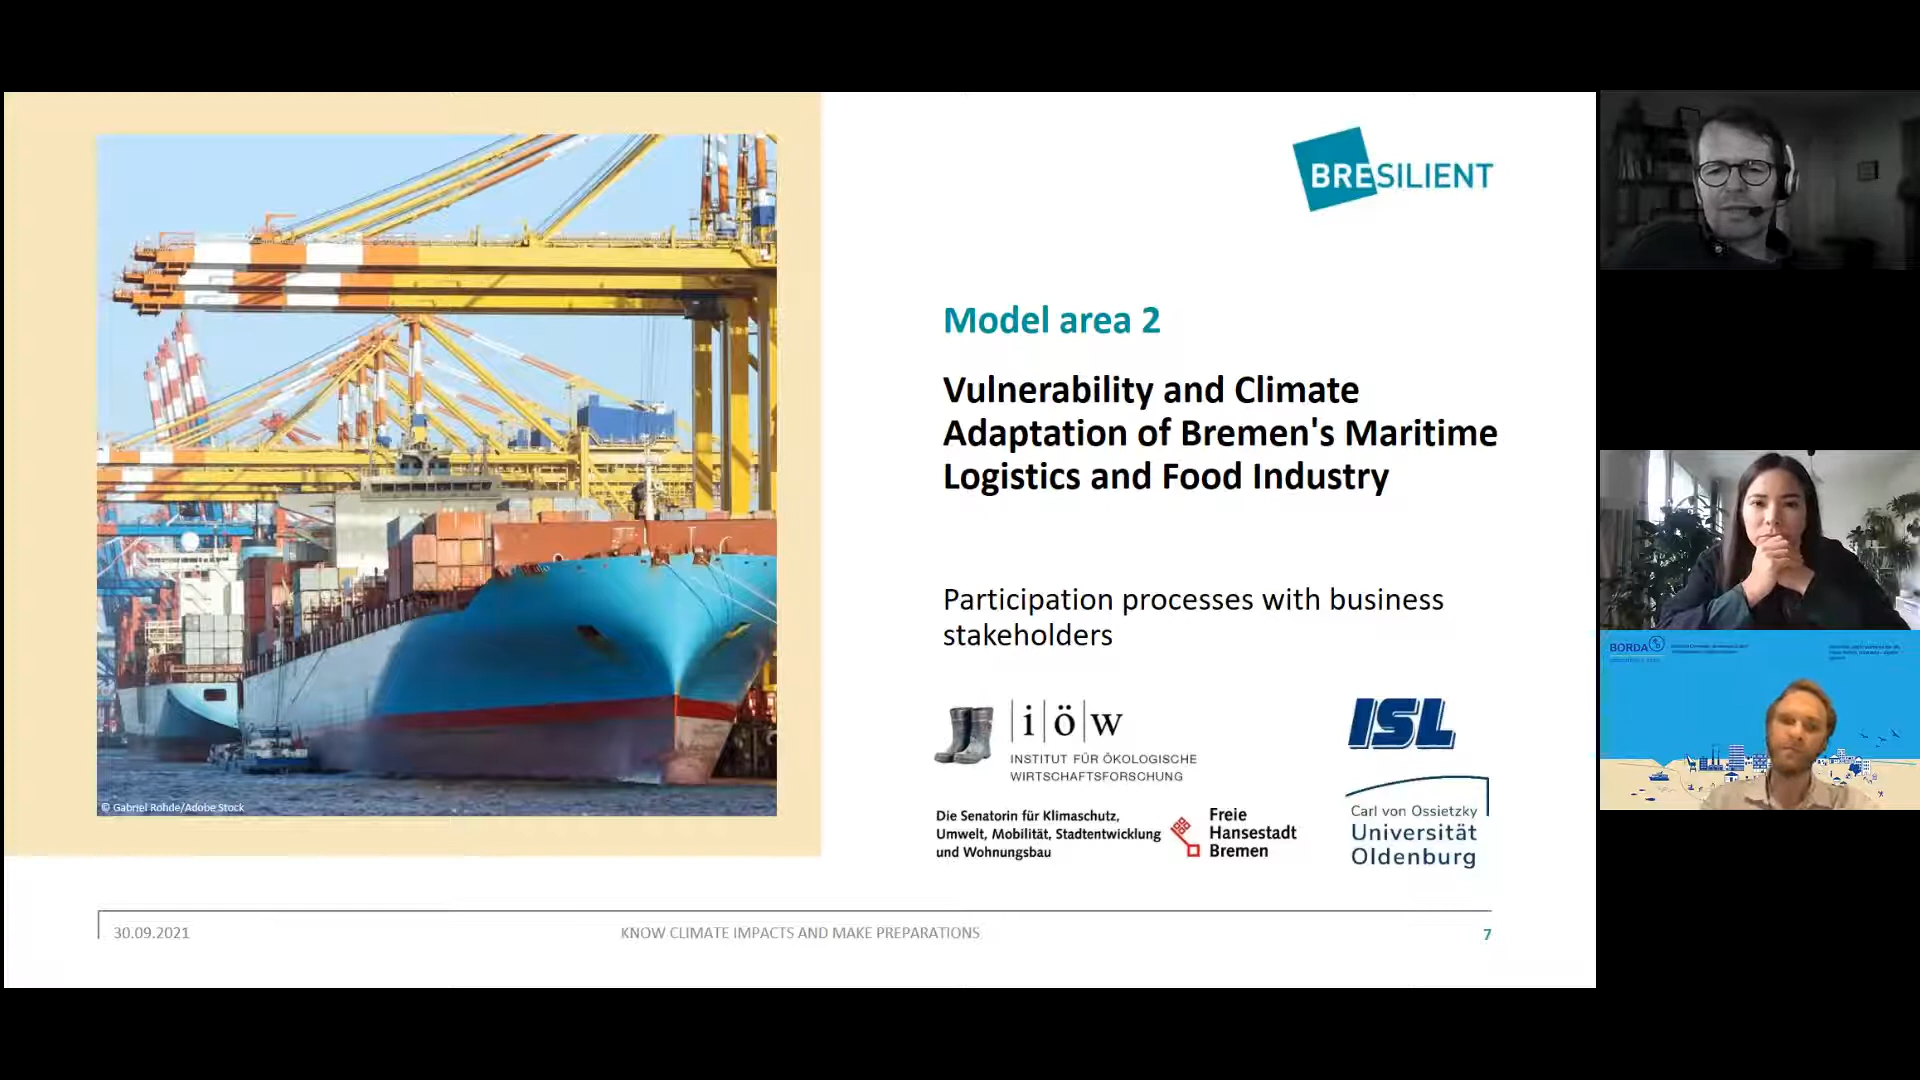 BRESILIENT
Model area 2
Vulnerability and Climate
Adaptation of Bremen's Maritime
Logistics and Food Industry
Participation processes with business
stakeholders
|i|ö|w
INSTITUT FÜR ÖKOLOGISCHE
WIRTSCHAFTSFORSCHUNG
ISL
Die Senatorin für Klimaschutz,
Umwelt, Mobilität, Stadtentwicklung
und Wohnungsbau
Freie
Hansestadt
Bremen
Carl von Ossietzky
Universität
Oldenburg
© Gabriel Rohde/Adobe Stock
30.09.2021
KNOW CLIMATE IMPACTS AND MAKE PREPARATIONS
7
BORDA